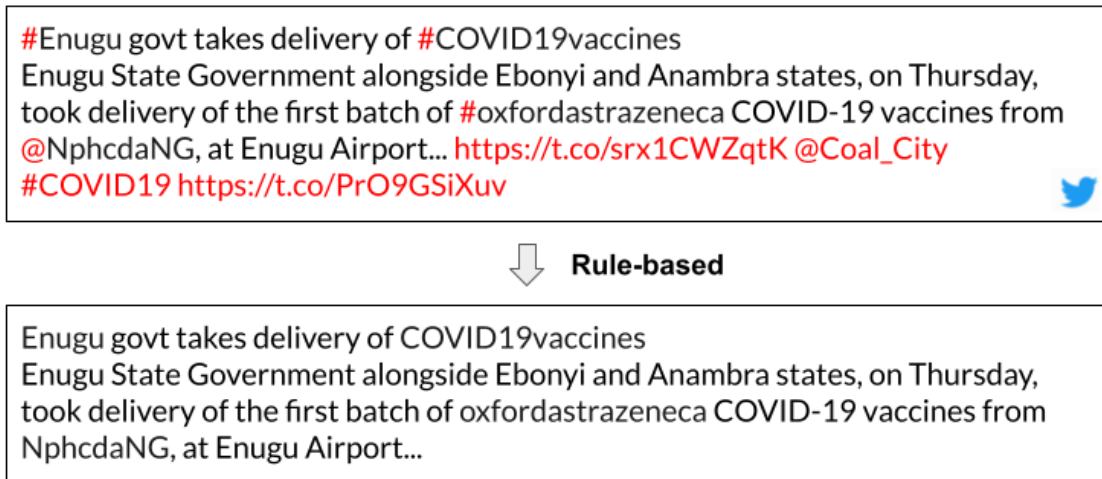 #Enugu govt takes delivery of #COVID19vaccines
Enugu State Government alongside Ebonyi and Anambra states, on Thursday,
took delivery of the first batch of #oxfordastrazeneca COVID-19 vaccines from
@NphcdaNG, at Enugu Airport... https://t.co/srx1CWZqtK @Coal_City
#COVID19 https://t.co/PrO9GSiXuv
Rule-based
Enugu govt takes delivery of COVID19vaccines
Enugu State Government alongside Ebonyi and Anambra states, on Thursday,
took delivery of the first batch of oxfordastrazeneca COVID-19 vaccines from
NphcdaNG, at Enugu Airport...